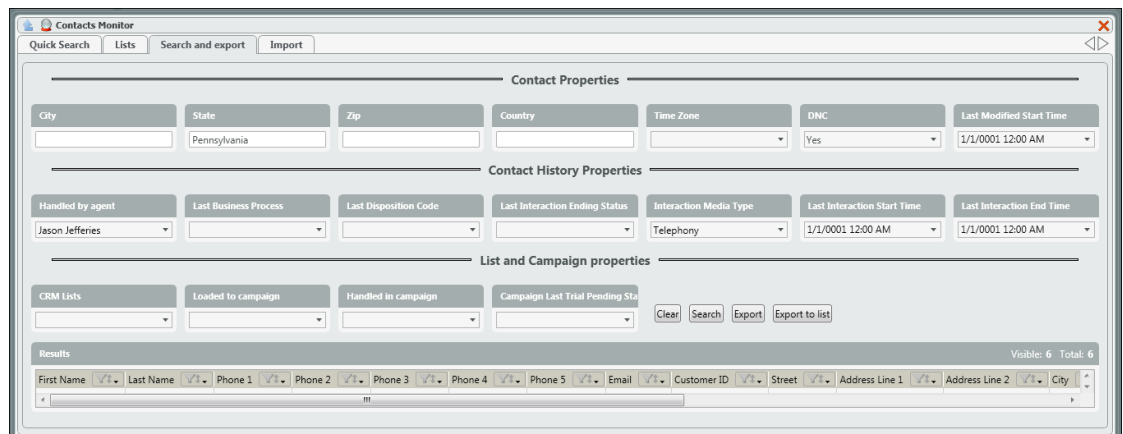 Contacts Monitor
Quick Search Lists Search and export Import
Contact Properties
City State Zip Country Time Zone DNC Last Modified Start Time
Pennsylvania Yes 1/1/0001 12:00 AM
Contact History Properties
Handled by agent Last Business Process Last Disposition Code Last Interaction Ending Status Interaction Media Type Last Interaction Start Time Last Interaction End Time
Jason Jefferies Telephony 1/1/0001 12:00 AM 1/1/0001 12:00 AM
List and Campaign properties
CRM Lists Loaded to campaign Handled in campaign Campaign Last Trial Pending Sta
Clear Search Export Export to list
Results Visible: 6 Total: 6
First Name Last Name Phone 1 Phone 2 Phone 3 Phone 4 Phone 5 Email Customer ID Street Address Line 1 Address Line 2 City